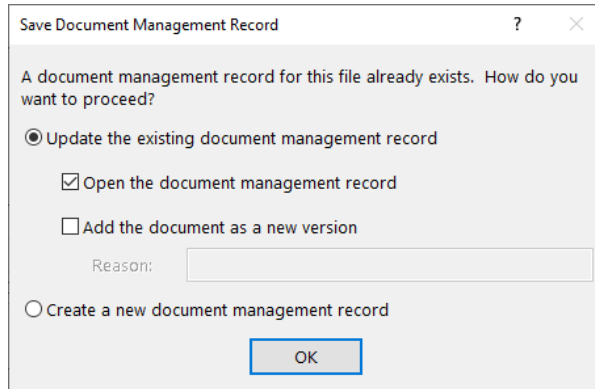 Save Document Management Record ?
A document management record for this file already exists.  How do you
want to proceed?
Update the existing document management record
Open the document management record
Add the document as a new version
Reason:
Create a new document management record
OK